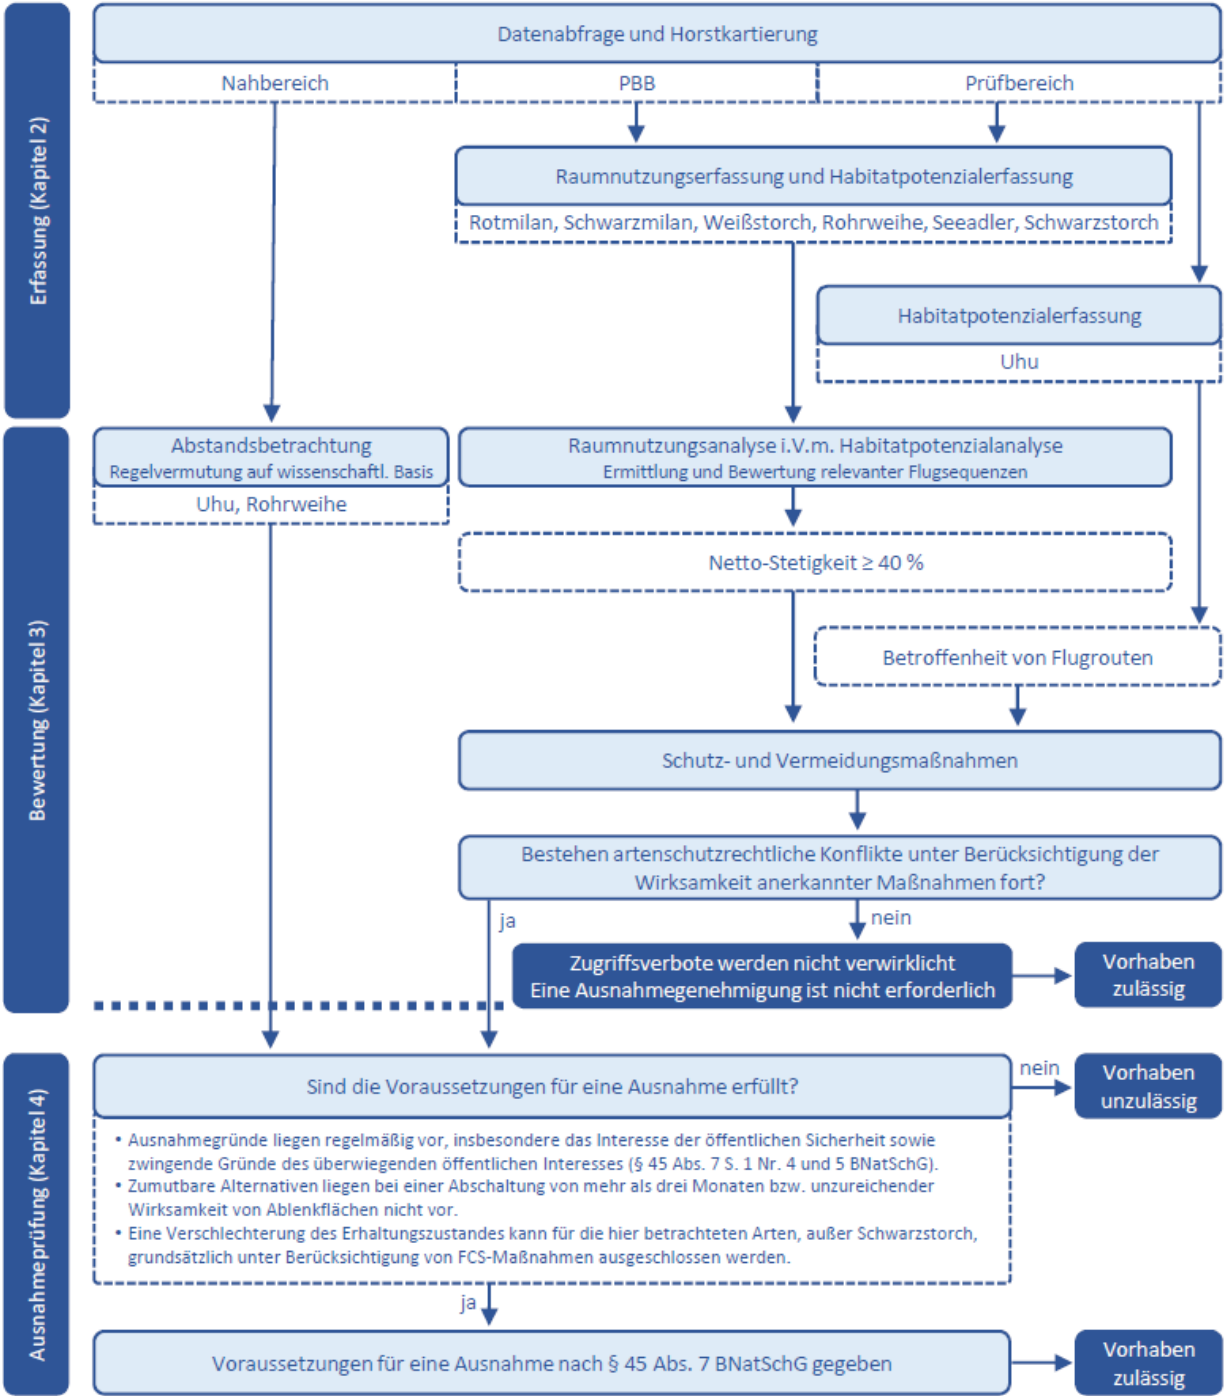 Erfassung (Kapitel 2)
Datenabfrage und Horstkartierung
Nahbereich
PBB
Prüfbereich
Raumnutzungserfassung und Habitatpotenzialerfassung
Rotmilan, Schwarzmilan, Weißstorch, Rohrweihe, Seeadler, Schwarzstorch
Habitatpotenzialerfassung
Uhu
Bewertung (Kapitel 3)
Abstandsbetrachtung
Regelvermutung auf wissenschaftl. Basis
Uhu, Rohrweihe
Raumnutzungsanalyse i.V.m. Habitatpotenzialanalyse
Ermittlung und Bewertung relevanter Flugsequenzen
Netto-Stetigkeit ≥ 40 %
Betroffenheit von Flugrouten
Schutz- und Vermeidungsmaßnahmen
Bestehen artenschutzrechtliche Konflikte unter Berücksichtigung der
Wirksamkeit anerkannter Maßnahmen fort?
ja
nein
Zugriffsverbote werden nicht verwirklicht
Eine Ausnahmegenehmigung ist nicht erforderlich
Vorhaben
zulässig
Ausnahmeprüfung (Kapitel 4)
Sind die Voraussetzungen für eine Ausnahme erfüllt?
nein
Vorhaben
unzulässig
• Ausnahmegründe liegen regelmäßig vor, insbesondere das Interesse der öffentlichen Sicherheit sowie
zwingende Gründe des überwiegenden öffentlichen Interesses (§ 45 Abs. 7 S. 1 Nr. 4 und 5 BNatSchG).
• Zumutbare Alternativen liegen bei einer Abschaltung von mehr als drei Monaten bzw. unzureichender
Wirksamkeit von Ablenkflächen nicht vor.
• Eine Verschlechterung des Erhaltungszustandes kann für die hier betrachteten Arten, außer Schwarzstorch,
grundsätzlich unter Berücksichtigung von FCS-Maßnahmen ausgeschlossen werden.
ja
Voraussetzungen für eine Ausnahme nach § 45 Abs. 7 BNatSchG gegeben
Vorhaben
zulässig